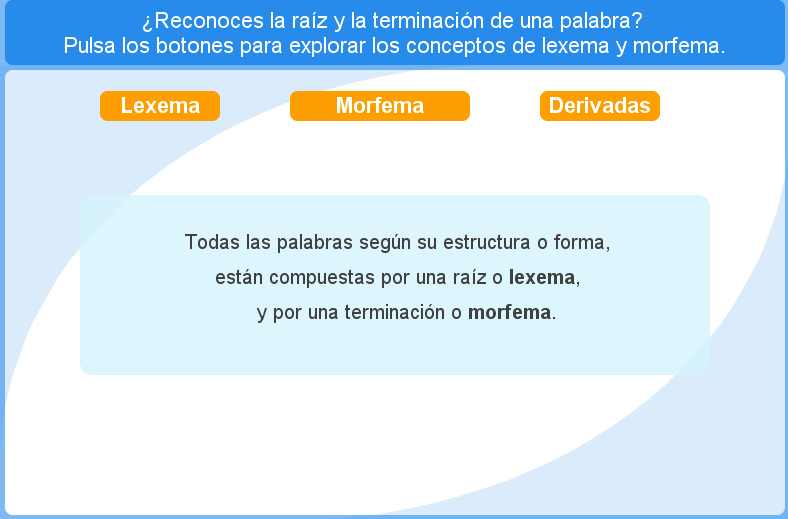 ¿Reconoces la raíz y la terminación de una palabra?
Pulsa los botones para explorar los conceptos de lexema y morfema.
Lexema
Morfema
Derivadas
Todas las palabras según su estructura o forma,
están compuestas por una raíz o lexema,
y por una terminación o morfema.